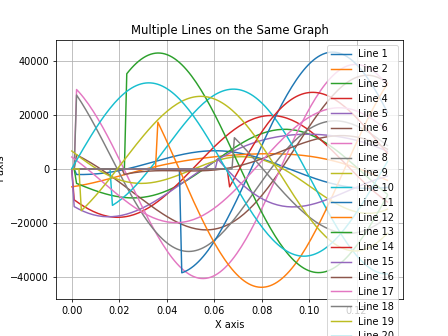 Multiple Lines on the Same Graph
40000
20000
0
−20000
−40000
0.00
0.02
0.04
0.06
0.08
0.10
X axis
axis
Line 1
Line 2
Line 3
Line 4
Line 5
Line 6
Line 7
Line 8
Line 9
Line 10
Line 11
Line 12
Line 13
Line 14
Line 15
Line 16
Line 17
Line 18
Line 19
Line 20